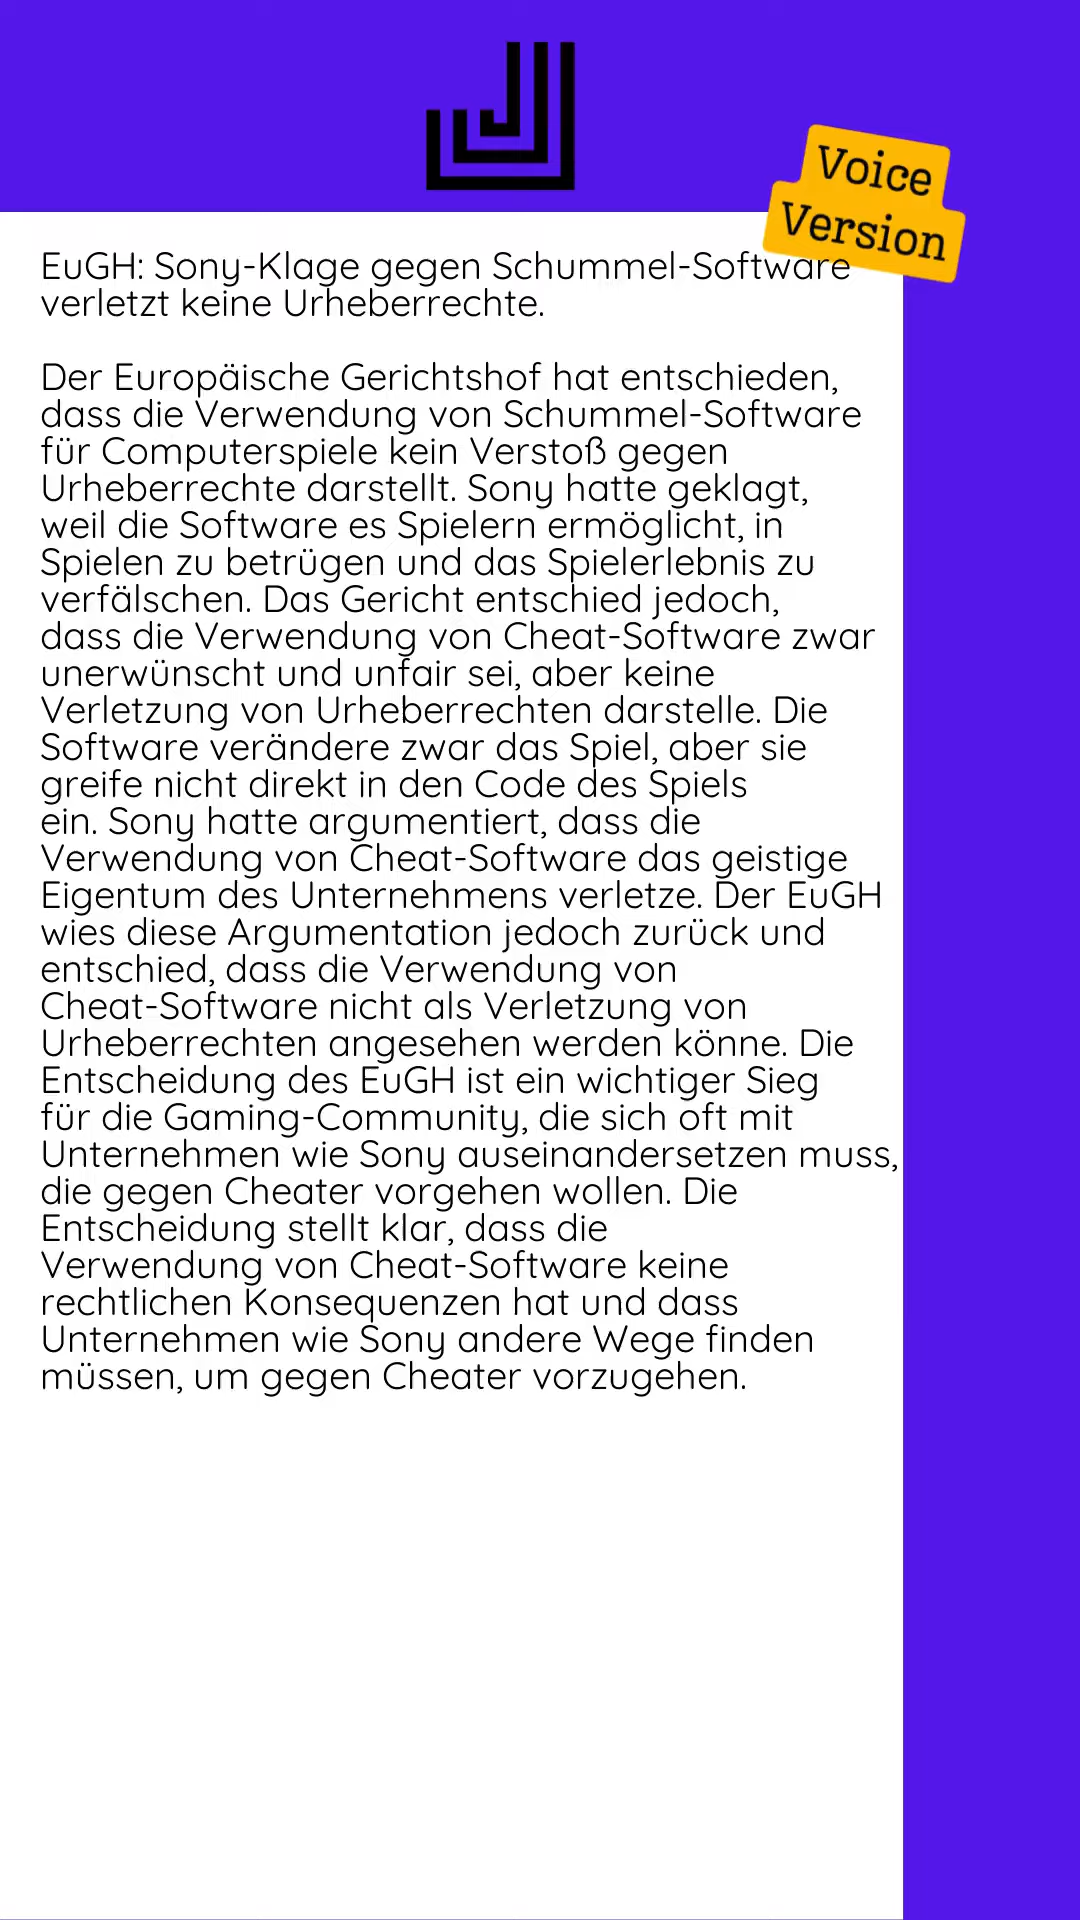 Voice
Version
EuGH: Sony-Klage gegen Schummel-Software
verletzt keine Urheberrechte.
Der Europäische Gerichtshof hat entschieden,
dass die Verwendung von Schummel-Software
für Computerspiele kein Verstoß gegen
Urheberrechte darstellt. Sony hatte geklagt,
weil die Software es Spielern ermöglicht, in
Spielen zu betrügen und das Spielerlebnis zu
verfälschen. Das Gericht entschied jedoch,
dass die Verwendung von Cheat-Software zwar
unerwünscht und unfair sei, aber keine
Verletzung von Urheberrechten darstelle. Die
Software verändere zwar das Spiel, aber sie
greife nicht direkt in den Code des Spiels
ein. Sony hatte argumentiert, dass die
Verwendung von Cheat-Software das geistige
Eigentum des Unternehmens verletze. Der EuGH
wies diese Argumentation jedoch zurück und
entschied, dass die Verwendung von
Cheat-Software nicht als Verletzung von
Urheberrechten angesehen werden könne. Die
Entscheidung des EuGH ist ein wichtiger Sieg
für die Gaming-Community, die sich oft mit
Unternehmen wie Sony auseinandersetzen muss,
die gegen Cheater vorgehen wollen. Die
Entscheidung stellt klar, dass die
Verwendung von Cheat-Software keine
rechtlichen Konsequenzen hat und dass
Unternehmen wie Sony andere Wege finden
müssen, um gegen Cheater vorzugehen.